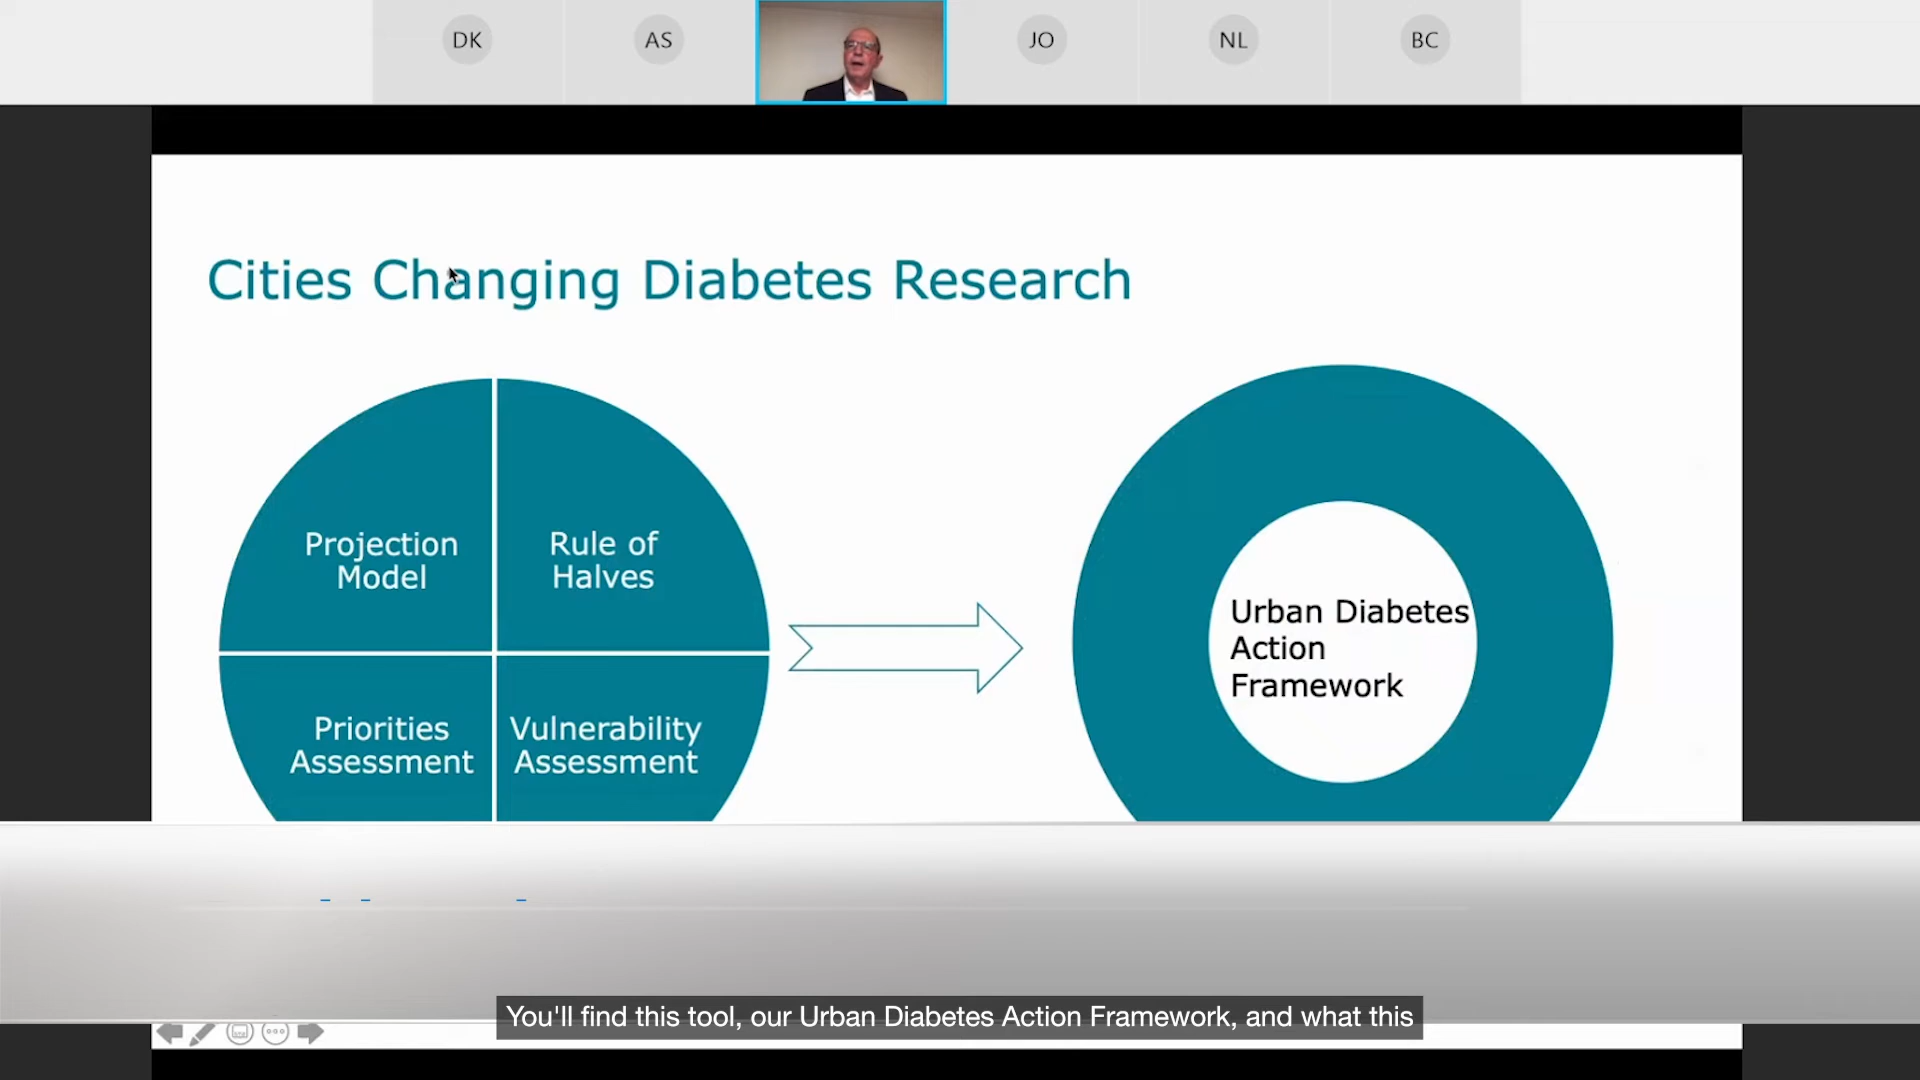 DK
AS
JO
NL
BC
Cities Changing Diabetes Research
Projection
Model
Rule of
Halves
Priorities
Assessment
Vulnerability
Assessment
Urban Diabetes
Action
Framework
You'll find this tool, our Urban Diabetes Action Framework, and what this